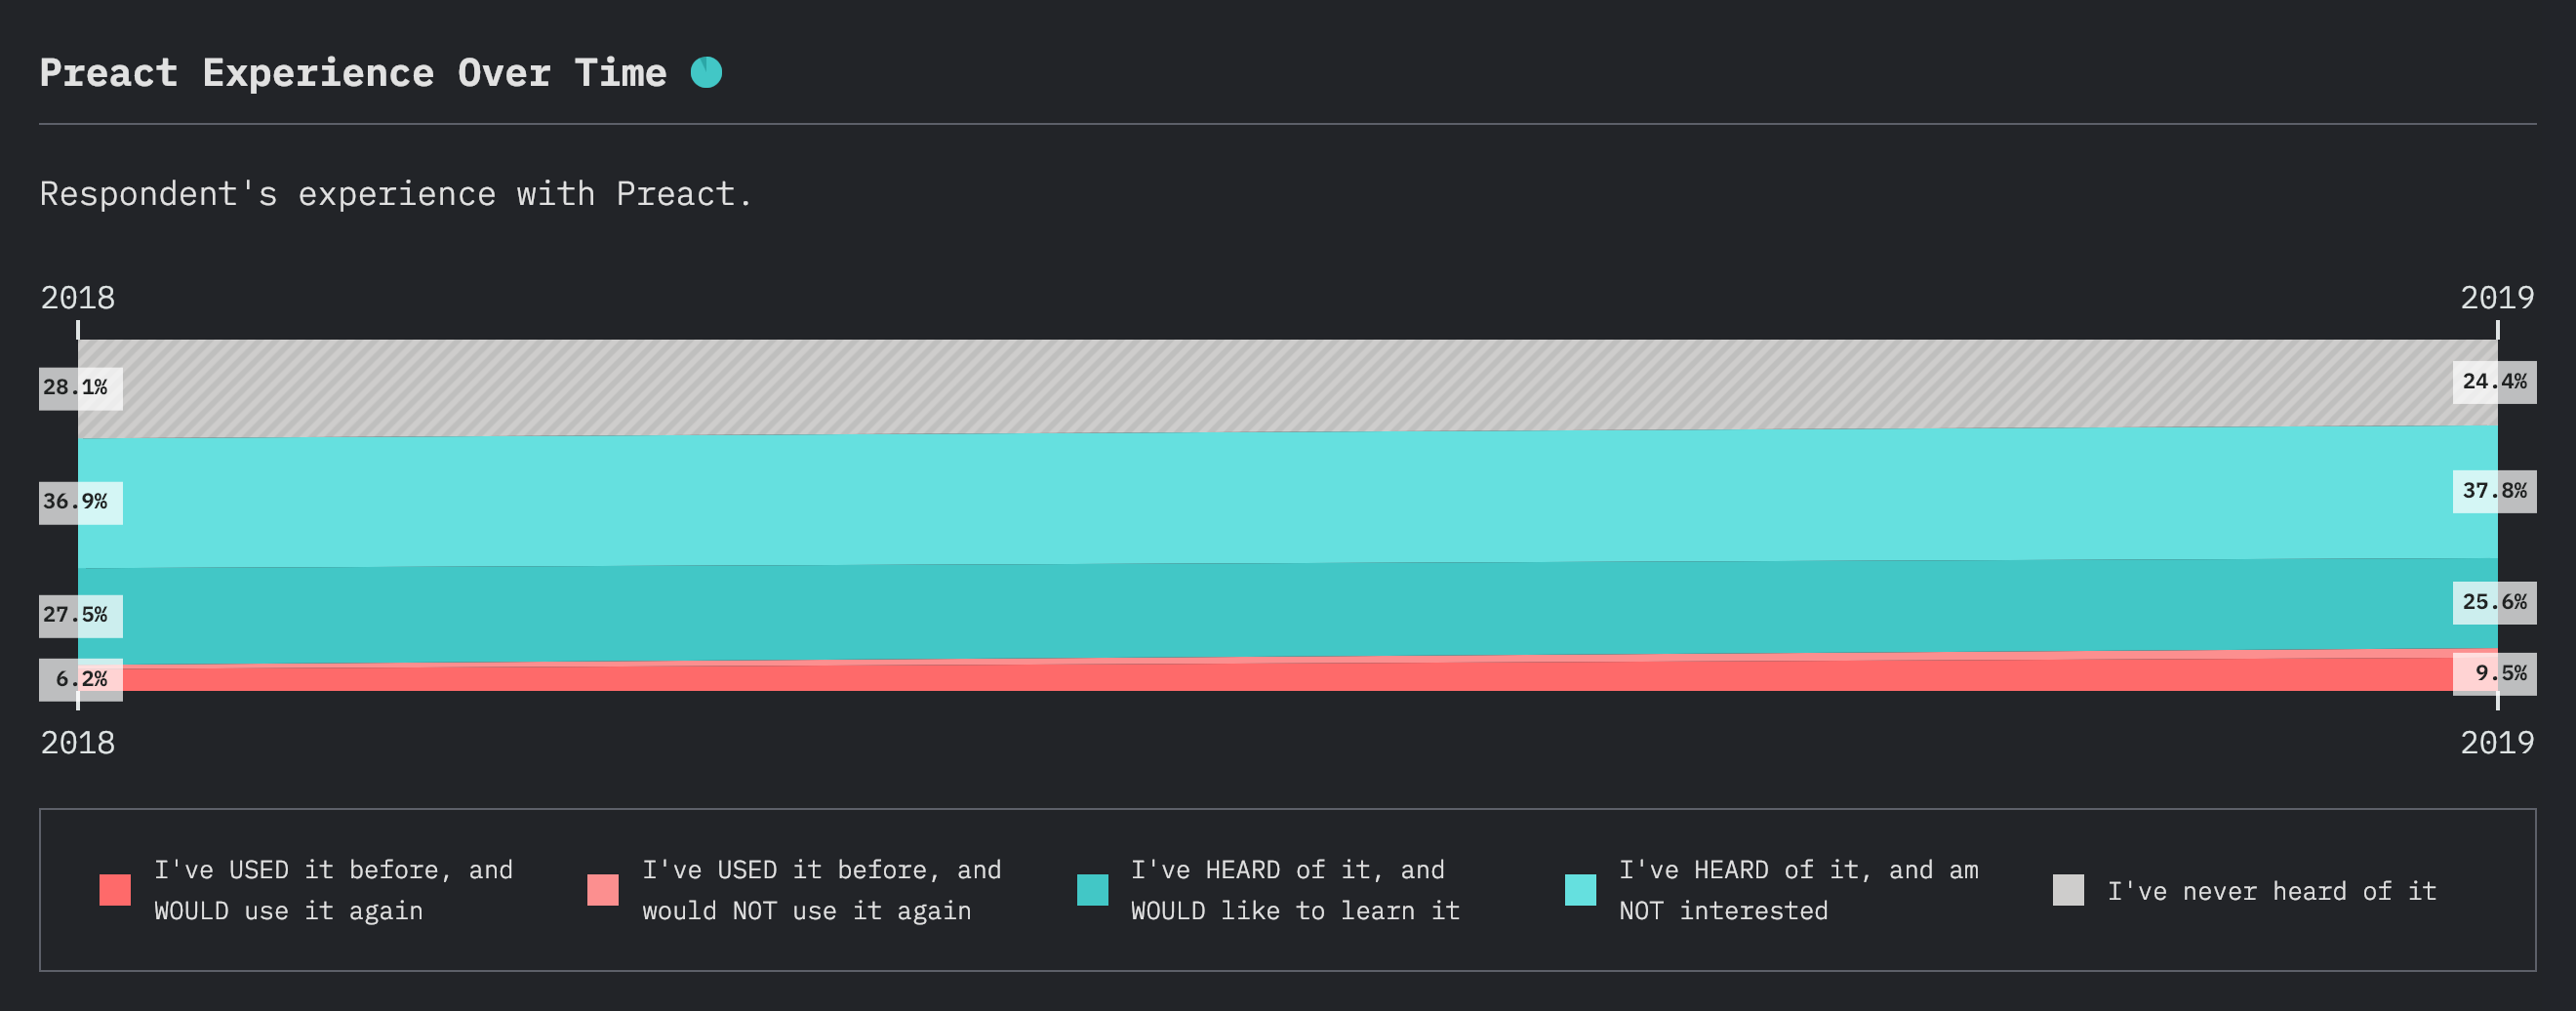 Preact Experience Over Time
Respondent's experience with Preact.
2018 2019
28.1% 24.4%
36.9% 37.8%
27.5% 25.6%
6.2% 9.5%
2018 2019
I've USED it before, and
WOULD use it again
I've USED it before, and
would NOT use it again
I've HEARD of it, and
WOULD like to learn it
I've HEARD of it, and am
NOT interested
I've never heard of it